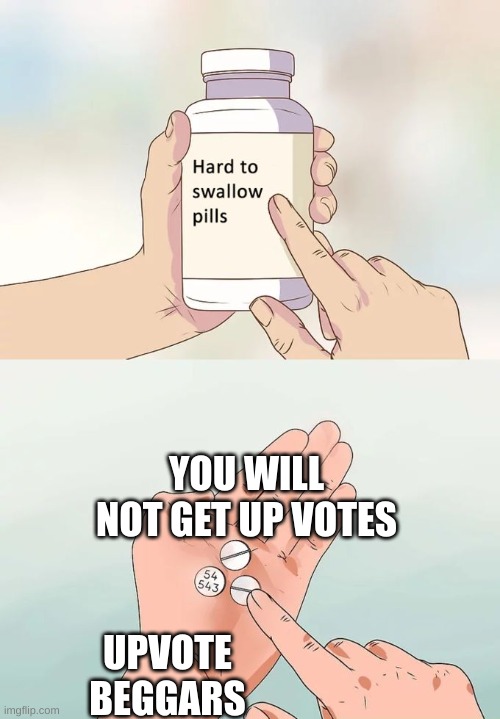 Hard to
swallow
pills
YOU WILL
NOT GET UP VOTES
54
543
UPVOTE
BEGGARS
imgflip.com